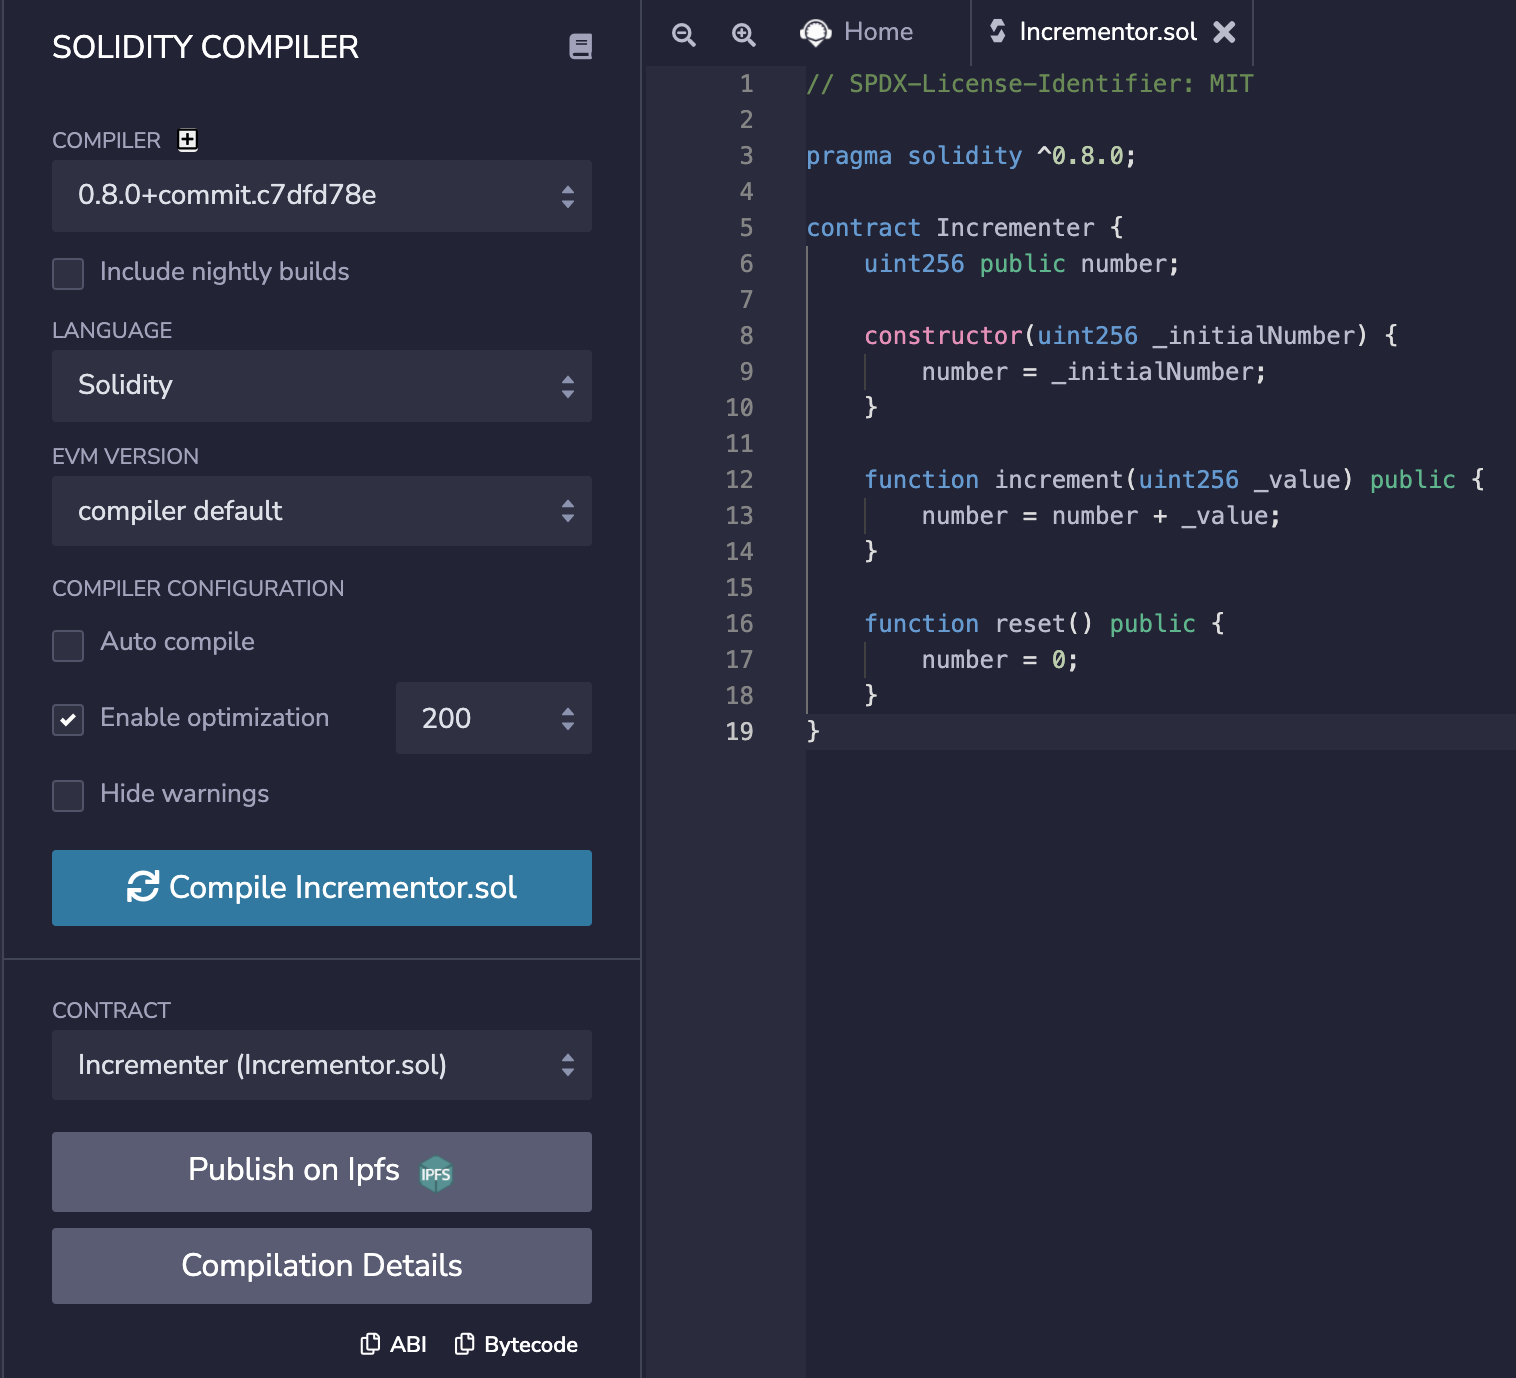 SOLIDITY COMPILER
COMPILER
0.8.0+commit.c7dfd78e
Include nightly builds
LANGUAGE
Solidity
EVM VERSION
compiler default
COMPILER CONFIGURATION
Auto compile
Enable optimization 200
Hide warnings
Compile Incrementor.sol
CONTRACT
Incrementer (Incrementor.sol)
Publish on Ipfs IPFS
Compilation Details
ABI Bytecode
Home Incrementor.sol
1 // SPDX-License-Identifier: MIT
2
3 pragma solidity ^0.8.0;
4
5 contract Incrementer {
6     uint256 public number;
7
8     constructor(uint256 _initialNumber) {
9         number = _initialNumber;
10     }
11
12     function increment(uint256 _value) public {
13         number = number + _value;
14     }
15
16     function reset() public {
17         number = 0;
18     }
19 }